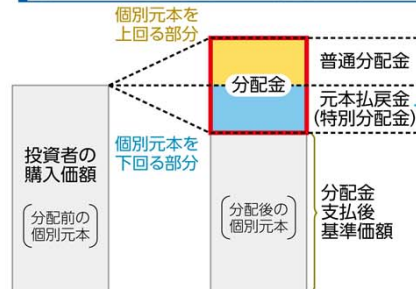 個別元本を
上回る部分
普通分配金
分配金
元本払戻金
(特別分配金)
個別元本を
下回る部分
投資者の
購入価額
分配前の
個別元本
分配後の
個別元本
分配金
支払後
基準価額